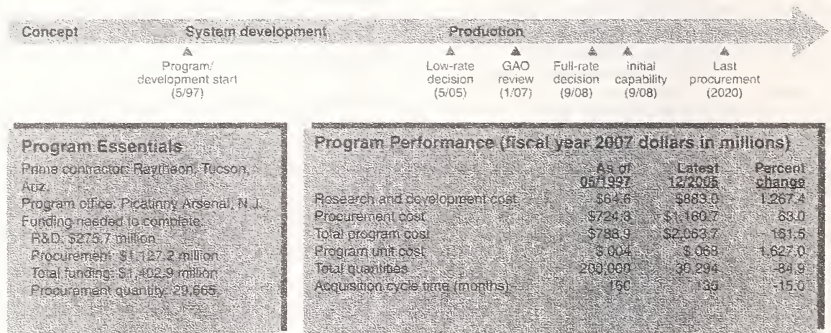 Concept System development Production
Program/ development start (5/97)
Low-rate decision (5/05)
GAO review (1/07)
Full-rate decision (9/08)
Initial capability (9/08)
Last procurement (2020)
Program Essentials
Prime contractor: Raytheon, Tucson,
Ariz.
Program office: Picatinny Arsenal, N.J.
Funding needed to complete:
R&D: $275.7 million
Procurement: $1,127.2 million
Total funding: $1,402.9 million
Procurement quantity: 29,665
Program Performance (fiscal year 2007 dollars in millions)
As of 05/1997 Latest 12/2005 Percent change
Research and development cost $64.6 $883.0 1,267.4
Procurement cost $724.3 $1,180.7 63.0
Total program cost $788.9 $2,063.7
Program unit cost $.004 $.068 1,627.0
Total quantities 200,000 30,294 -84.9
Acquisition cycle time (months) 160 136 -15.0